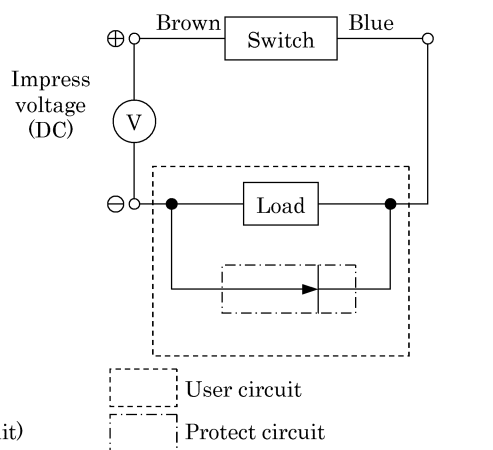 Brown
Blue
⊕
Switch
Impress
voltage
(DC)
V
⊖
Load
User circuit
it)
Protect circuit